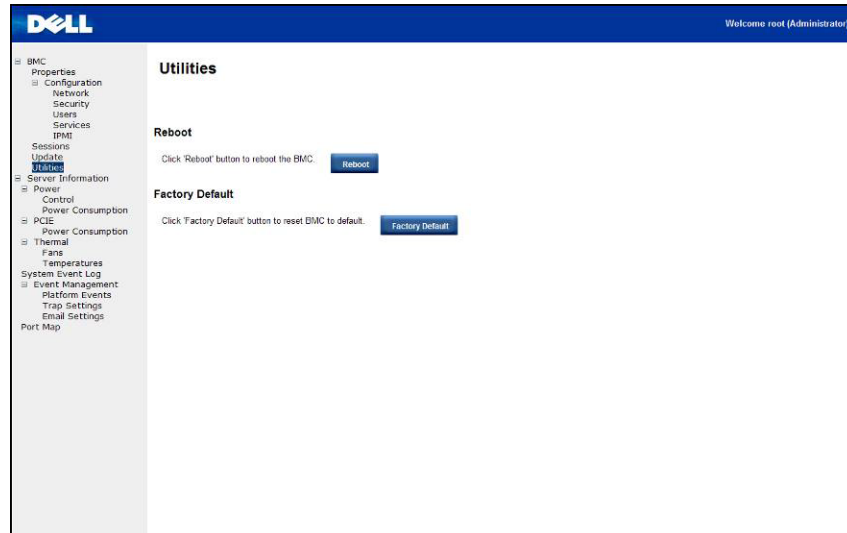 DELL
Welcome root (Administrator)
BMC
Properties
Configuration
Network
Security
Users
Services
IPMI
Sessions
Update
Utilities
Server Information
Power
Control
Power Consumption
PCIE
Power Consumption
Thermal
Fans
Temperatures
System Event Log
Event Management
Platform Events
Trap Settings
Email Settings
Port Map
Utilities
Reboot
Click 'Reboot' button to reboot the BMC. Reboot
Factory Default
Click 'Factory Default' button to reset BMC to default. Factory Default